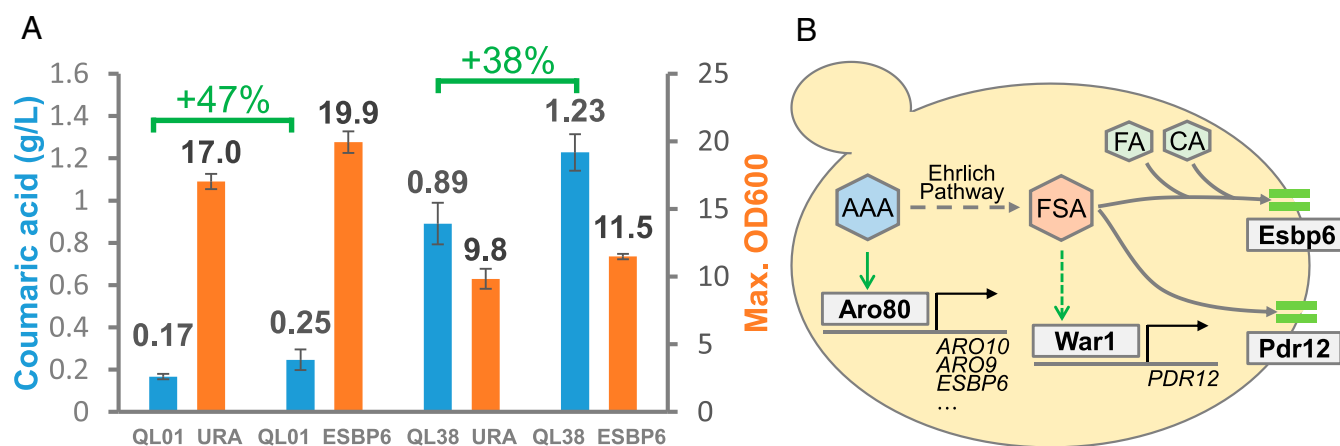 A
Coumaric acid (g/L)
1.6
1.4
1.2
1
0.8
0.6
0.4
0.2
0
+47%
+38%
0.17
17.0
0.25
19.9
0.89
9.8
1.23
11.5
QL01 URA QL01 ESBP6 QL38 URA QL38 ESBP6
25
20
15
10
5
0
Max. OD600
B
FA CA
Ehrlich
Pathway
AAA
FSA
Esbp6
Aro80
ARO10
ARO9
ESBP6
...
War1
PDR12
Pdr12